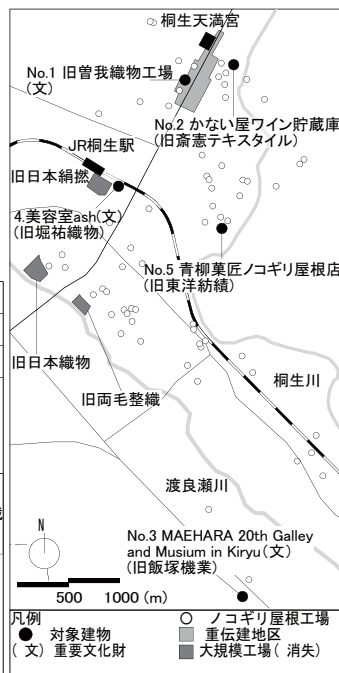 桐生天満宮
No.1 旧曽我織物工場
(文)
No.2 かない屋ワイン貯蔵庫
(旧斎憲テキスタイル)
JR桐生駅
旧日本絹撚
4.美容室ash(文)
(旧堀祐織物)
No.5 青柳菓匠ノコギリ屋根店
(旧東洋紡績)
旧日本織物
旧両毛整織
桐生川
渡良瀬川
No.3 MAEHARA 20th Galley
and Musium in Kiryu(文)
(旧飯塚機業)
N
500 1000 (m)
凡例
対象建物
( 文) 重要文化財
ノコギリ屋根工場
重伝建地区
大規模工場( 消失)